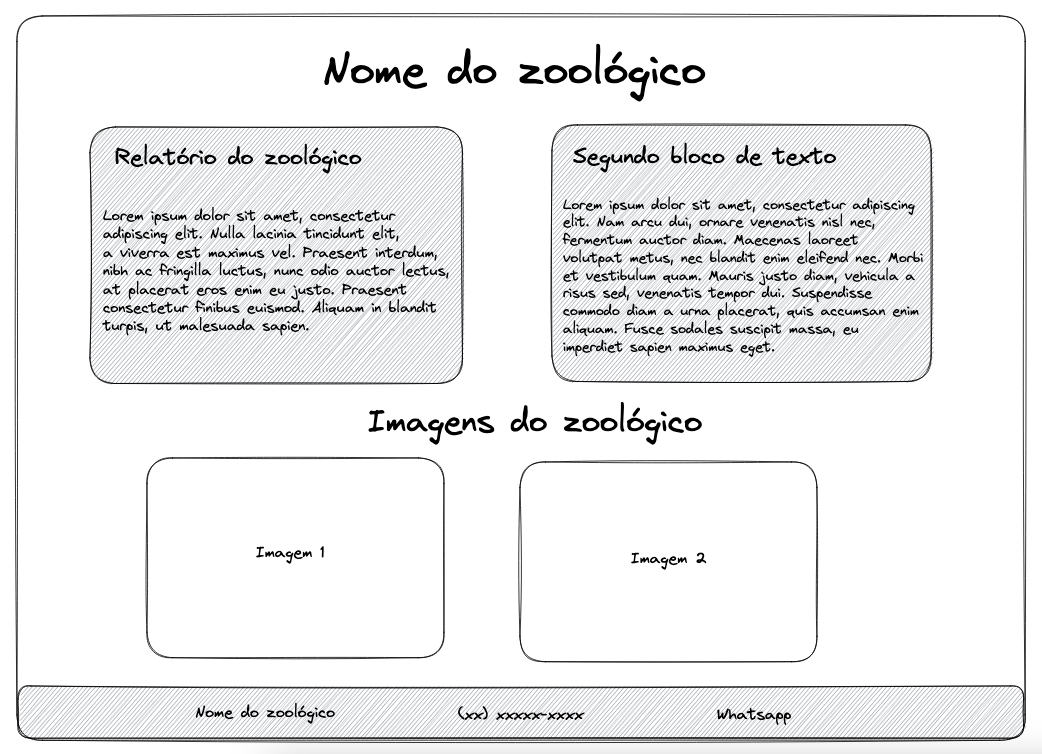 Nome do zoológico
Relatório do zoológico
Lorem ipsum dolor sit amet, consectetur
adipiscing elit. Nulla lacinia tincidunt elit,
a viverra est maximus vel. Praesent interdum,
nibh ac fringilla luctus, nunc odio auctor lectus,
at placerat eros enim eu justo. Praesent
consectetur finibus euismod. Aliquam in blandit
turpis, ut malesuada sapien.
Segundo bloco de texto
Lorem ipsum dolor sit amet, consectetur adipiscing
elit. Nam arcu dui, ornare venenatis nisl nec,
fermentum auctor diam. Maecenas laoreet
volutpat metus, nec blandit enim eleifend nec. Morbi
et vestibulum quam. Mauris justo diam, vehicula a
risus sed, venenatis tempor dui. Suspendisse
commodo diam a urna placerat, quis accumsan enim
aliquam. Fusce sodales suscipit massa, eu
imperdiet sapien maximus eget.
Imagens do zoológico
Imagem 1
Imagem 2
Nome do zoológico
(xx) xxxxx-xxxx
Whatsapp